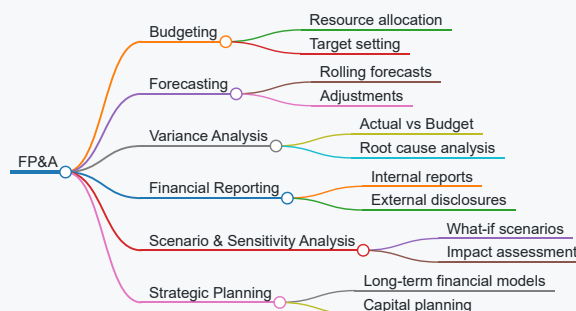 Resource allocation
Budgeting
Target setting
Rolling forecasts
Forecasting
Adjustments
Actual vs Budget
Variance Analysis
Root cause analysis
FP&A
Internal reports
Financial Reporting
External disclosures
What-if scenarios
Scenario & Sensitivity Analysis
Impact assessment
Long-term financial models
Strategic Planning
Capital planning